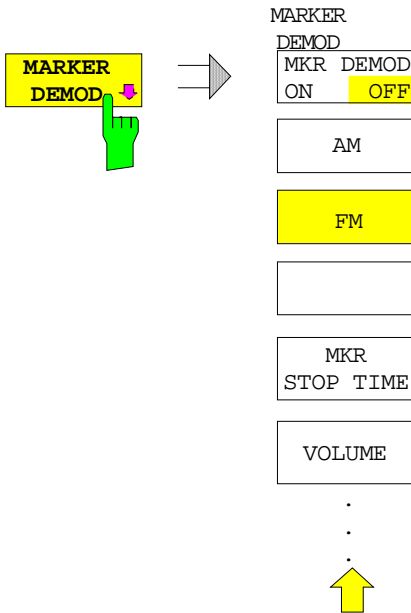 MARKER
DEMOD
MARKER
DEMOD
MKR DEMOD
ON OFF
AM
FM
MKR
STOP TIME
VOLUME
.
.
.